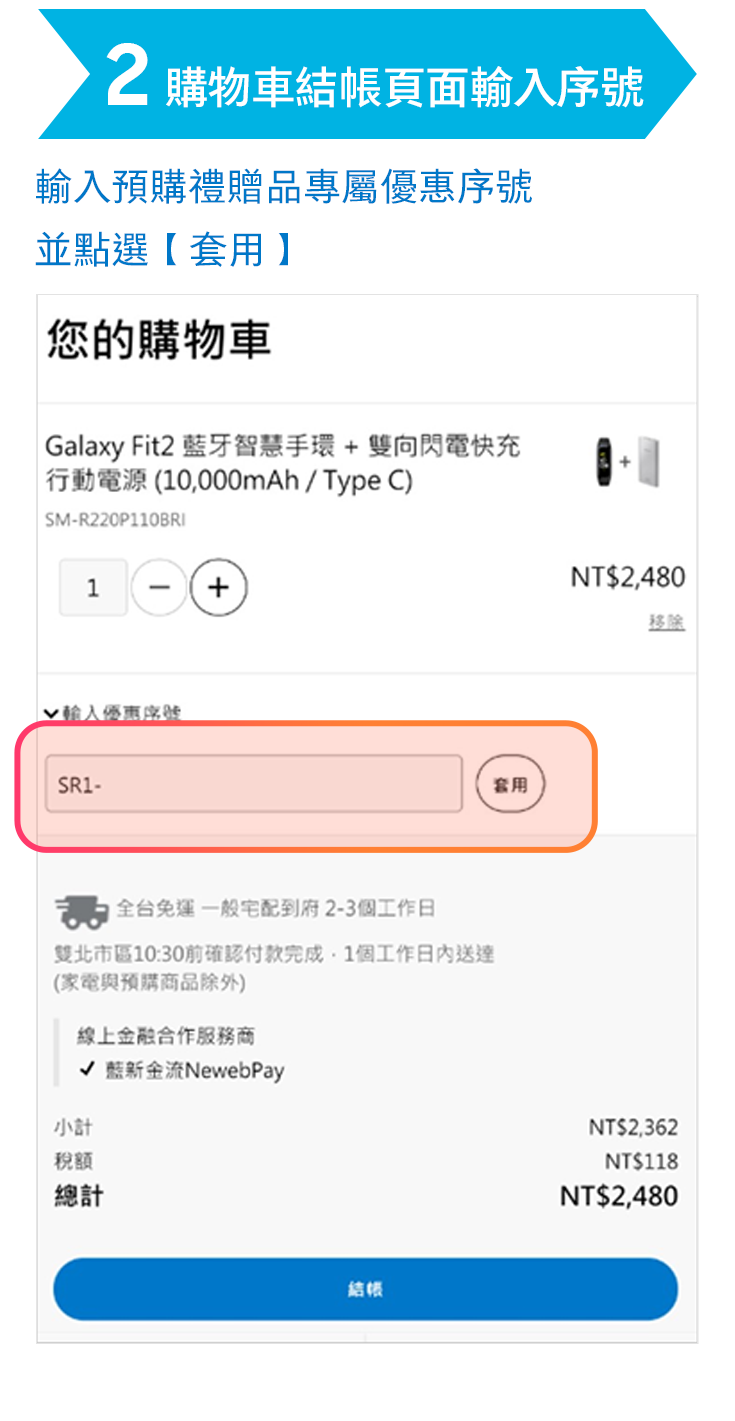 2 購物車結帳頁面輸入序號
輸入預購禮贈品專屬優惠序號
並點選【套用】
您的購物車
Galaxy Fit2 藍牙智慧手環 + 雙向閃電快充
行動電源 (10,000mAh / Type C)
SM-R220P110BRI
1
NT$2,480
移除
輸入優惠序號
SR1-
套用
全台免運 一般宅配到府 2-3個工作日
雙北市區10:30前確認付款完成，1個工作日內送達
(家電與預購商品除外)
線上金融合作服務商
✓ 藍新金流NewebPay
小計 NT$2,362
稅額 NT$118
總計 NT$2,480
結帳